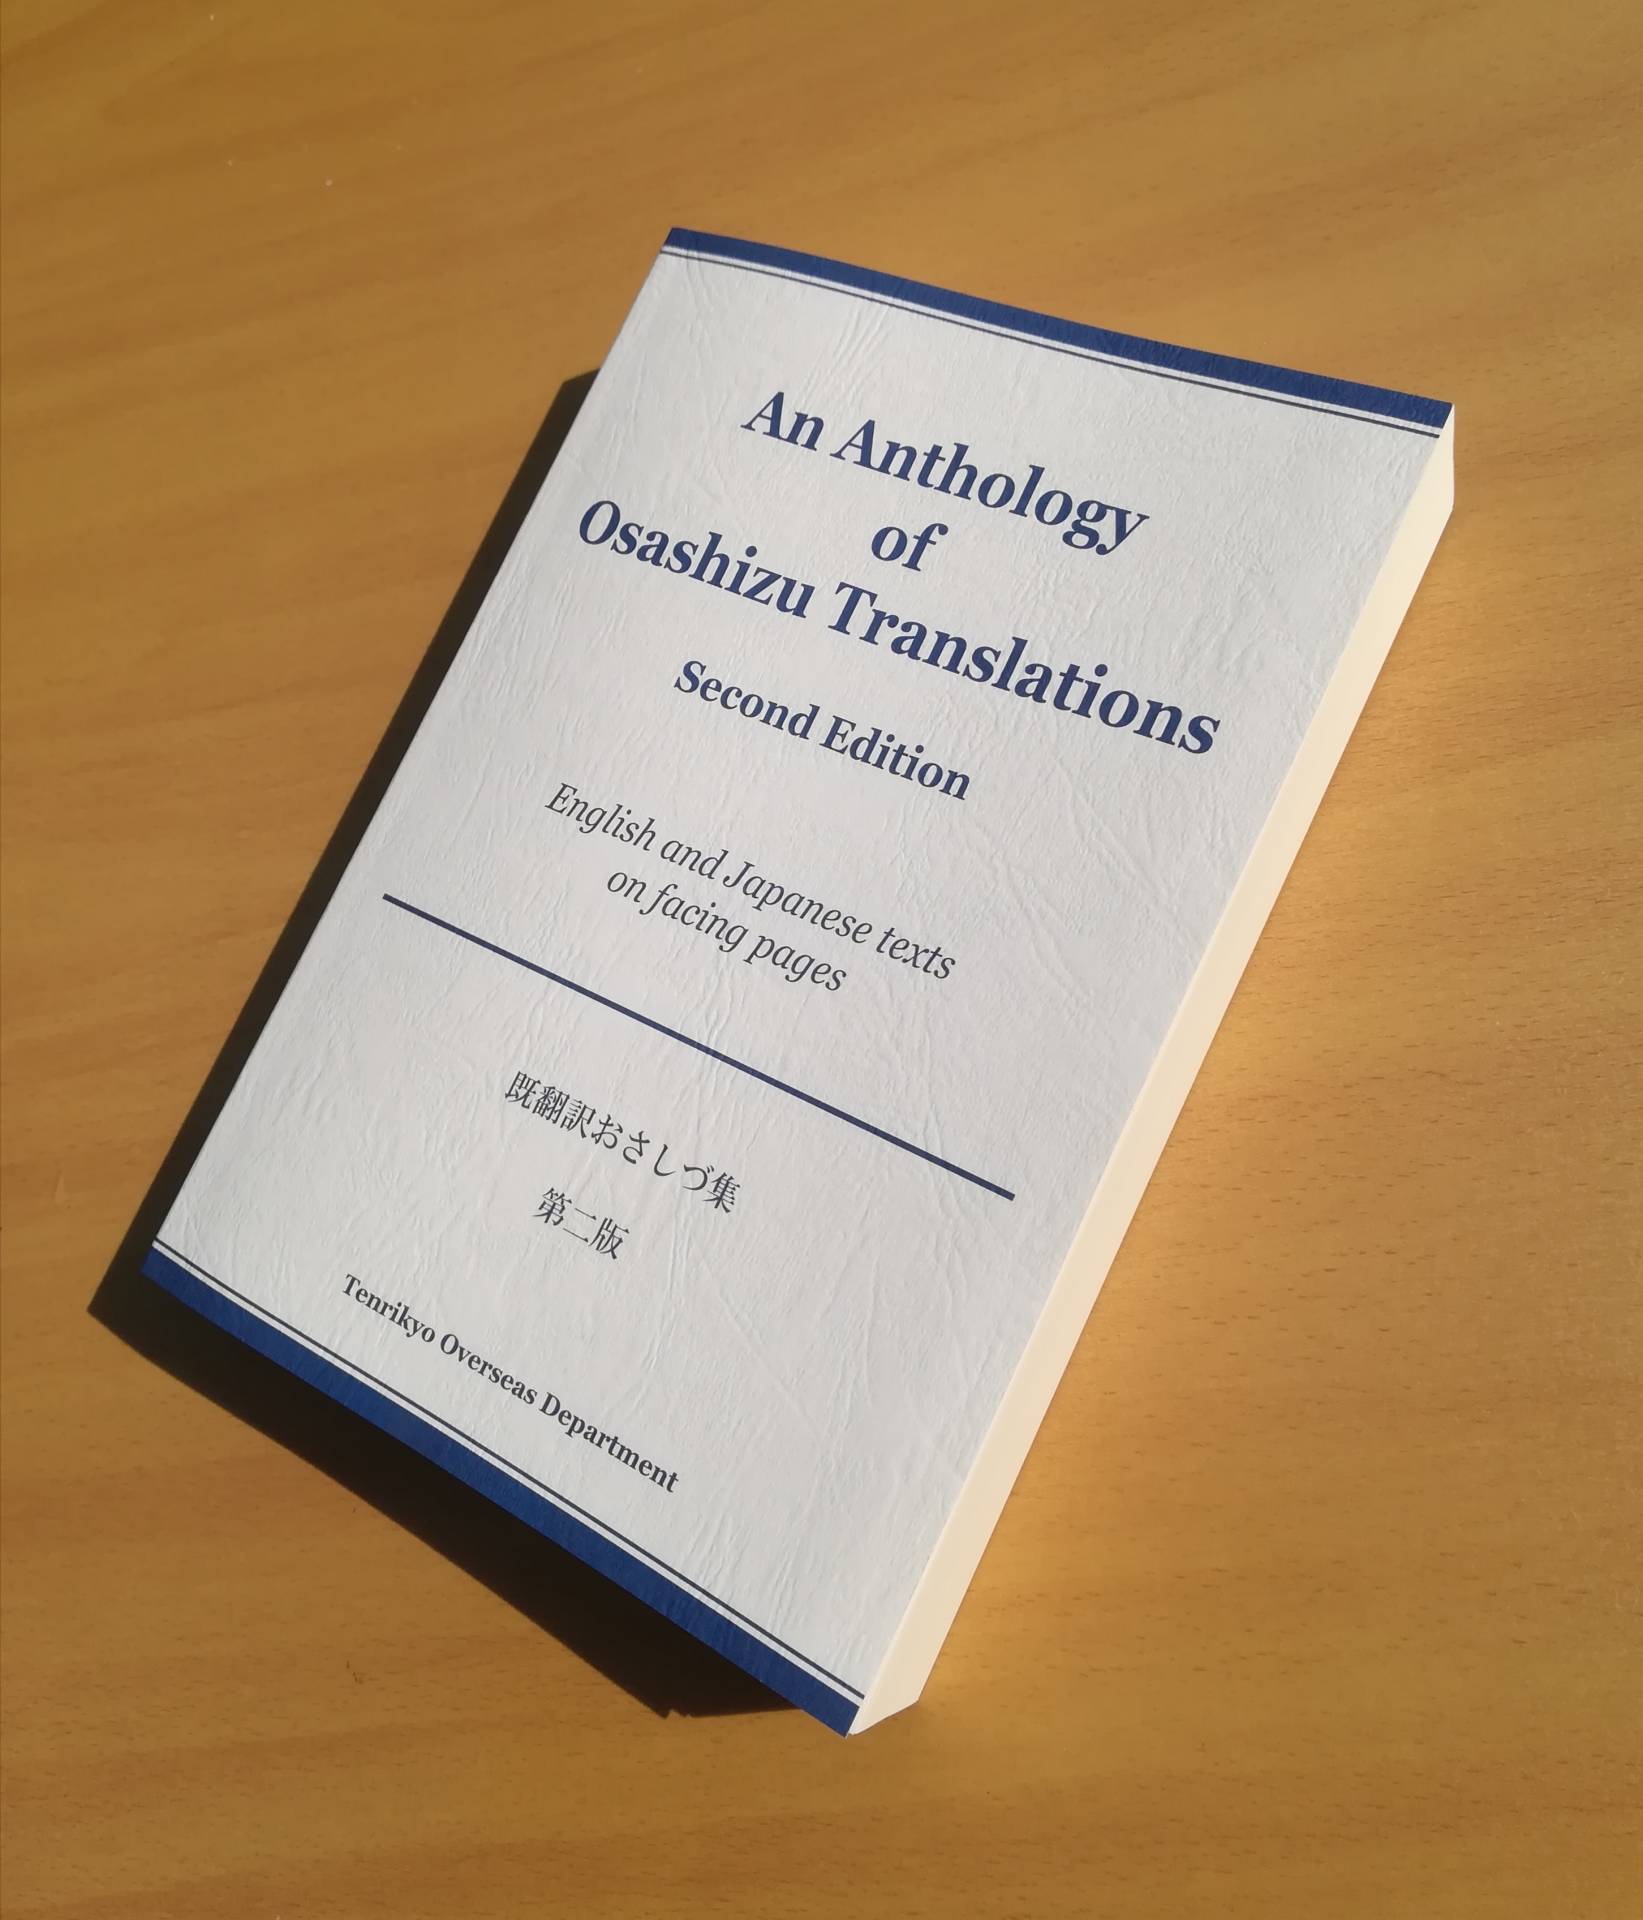 An Anthology
of
Osashizu Translations
Second Edition
English and Japanese texts
on facing pages
既翻訳おさしづ集
第二版
Tenrikyo Overseas Department